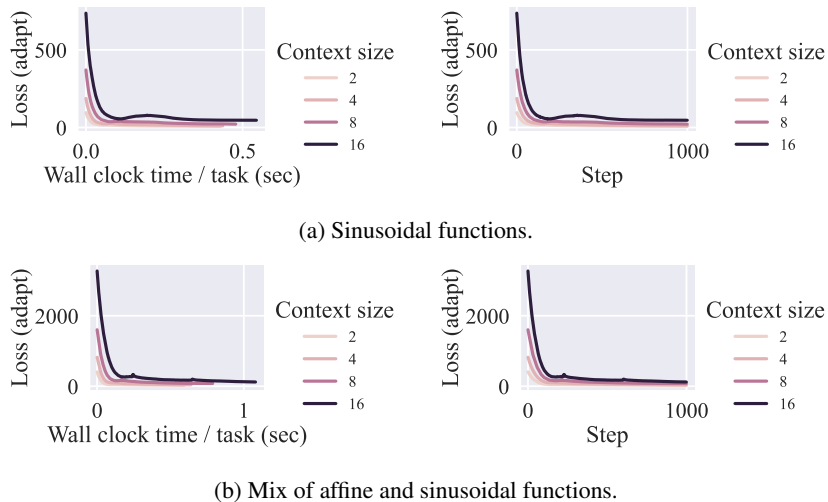 Loss (adapt)
500
0
0.0
0.5
Wall clock time / task (sec)
Context size
2
4
8
16
Loss (adapt)
500
0
0
1000
Step
Context size
2
4
8
16
(a) Sinusoidal functions.
Loss (adapt)
2000
0
0
1
Wall clock time / task (sec)
Context size
2
4
8
16
Loss (adapt)
2000
0
0
1000
Step
Context size
2
4
8
16
(b) Mix of affine and sinusoidal functions.